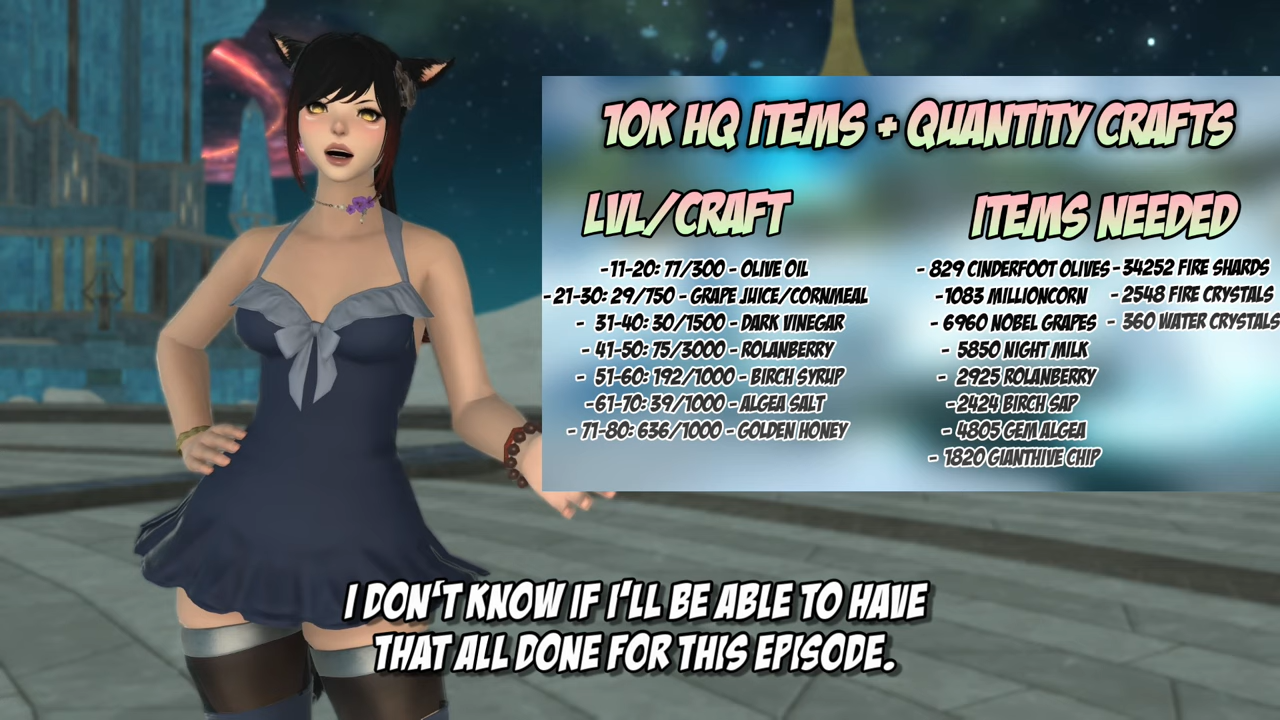 10K HQ ITEMS + QUANTITY CRAFTS
LVL/CRAFT
-11-20: 77/300 - OLIVE OIL
-21-30: 29/750 - GRAPE JUICE/CORNMEAL
- 31-40: 30/1500 - DARK VINEGAR
- 41-50: 75/3000 - ROLANBERRY
- 51-60: 192/1000 - BIRCH SYRUP
-61-70: 39/1000 - ALGEA SALT
- 71-80: 636/1000 - GOLDEN HONEY
ITEMS NEEDED
- 829 CINDERFOOT OLIVES
-1083 MILLIONCORN
- 6960 NOBEL GRAPES
- 5850 NIGHT MILK
- 2925 ROLANBERRY
-2424 BIRCH SAP
- 4805 GEM ALGEA
- 1820 GIANTHIVE CHIP
-34252 FIRE SHARDS
- 2548 FIRE CRYSTALS
- 360 WATER CRYSTALS
I DON'T KNOW IF I'LL BE ABLE TO HAVE
THAT ALL DONE FOR THIS EPISODE.